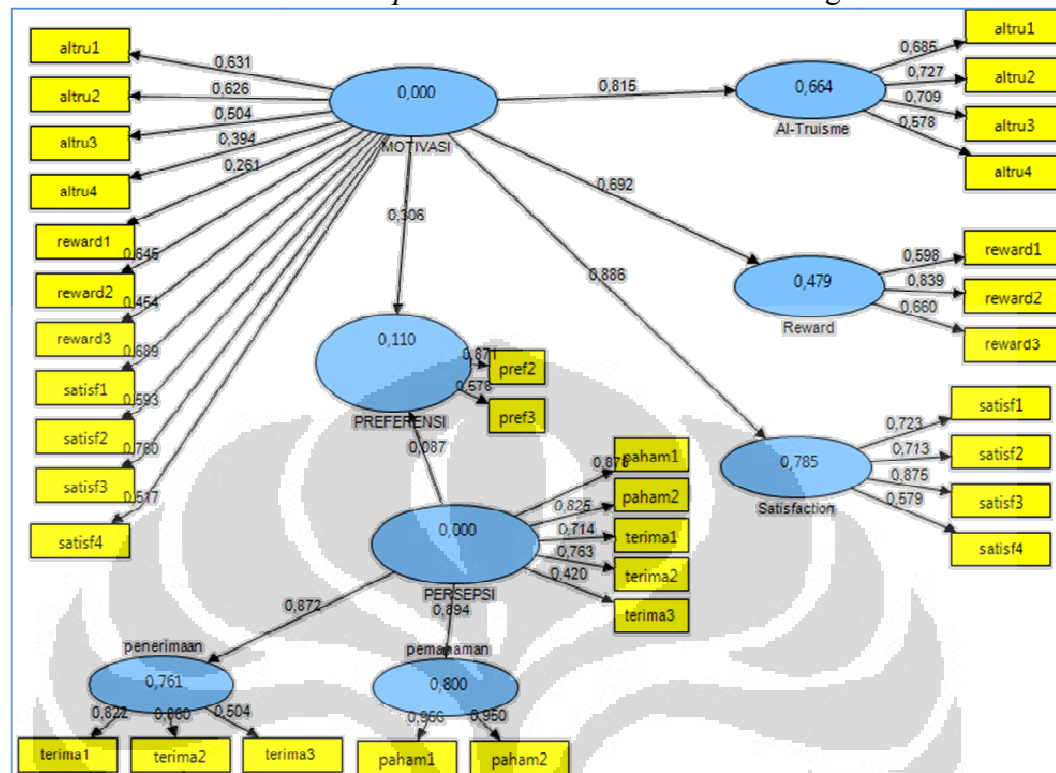 altru1
altru2
altru3
altru4
reward1
reward2
reward3
satisf1
satisf2
satisf3
satisf4
0,631
0,626
0,504
0,394
0,261
0,645
0,454
0,689
0,593
0,760
0,517
0,000
MOTIVASI
0,815
0,692
0,886
0,306
0,664
Al-Truisme
0,685
0,727
0,709
0,578
altru1
altru2
altru3
altru4
0,479
Reward
0,598
0,839
0,660
reward1
reward2
reward3
0,785
Satisfaction
0,723
0,713
0,875
0,579
satisf1
satisf2
satisf3
satisf4
0,110
PREFERENSI
0,871
0,578
pref2
pref3
0,087
0,000
PERSEPSI
0,825
0,714
0,763
0,420
paham1
paham2
terima1
terima2
terima3
0,872
0,894
penerimaan
0,761
0,822
0,504
terima1
terima2
terima3
pemahaman
0,800
0,950
paham1
paham2